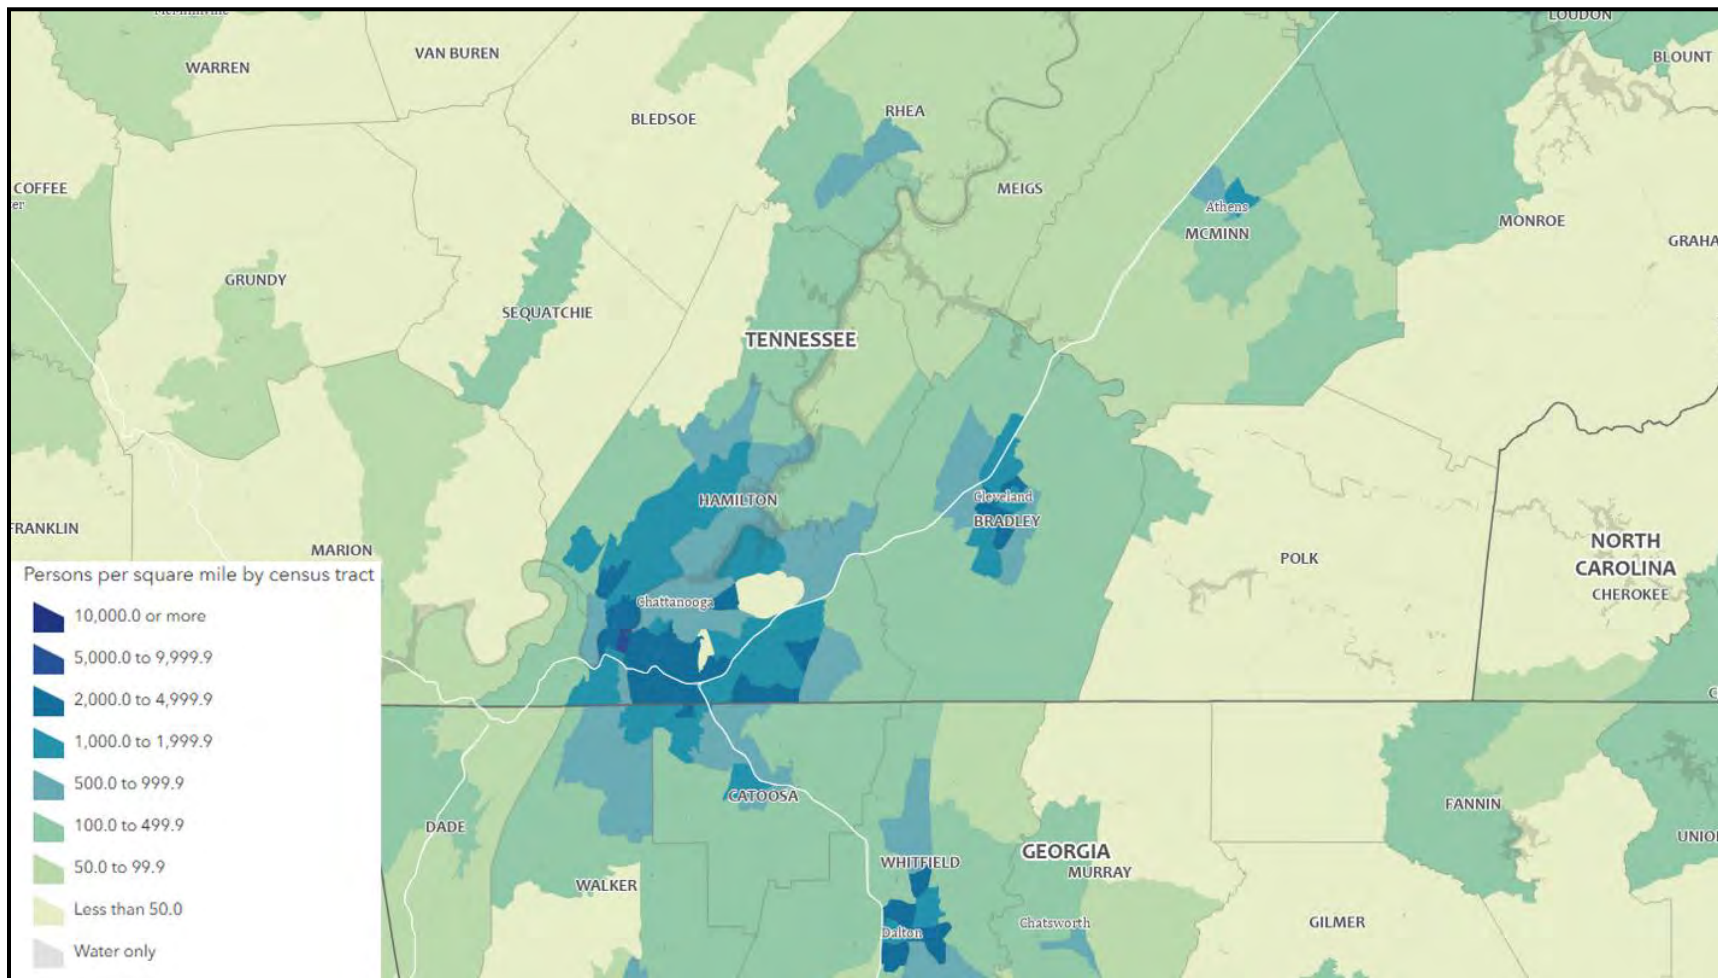 LOUDON
WARREN
VAN BUREN
BLOUNT
BLEDSOE
RHEA
COFFEE
er
MEIGS
Athens
MCMINN
MONROE
GRAHA
GRUNDY
SEQUATCHIE
TENNESSEE
HAMILTON
Cleveland
BRADLEY
FRANKLIN
MARION
POLK
NORTH
CAROLINA
CHEROKEE
Chattanooga
Persons per square mile by census tract
10,000.0 or more
5,000.0 to 9,999.9
2,000.0 to 4,999.9
1,000.0 to 1,999.9
500.0 to 999.9
100.0 to 499.9
50.0 to 99.9
Less than 50.0
Water only
C
CATOOSA
DADE
FANNIN
UNIO
WHITFIELD
GEORGIA
MURRAY
WALKER
Dalton
Chatsworth
GILMER